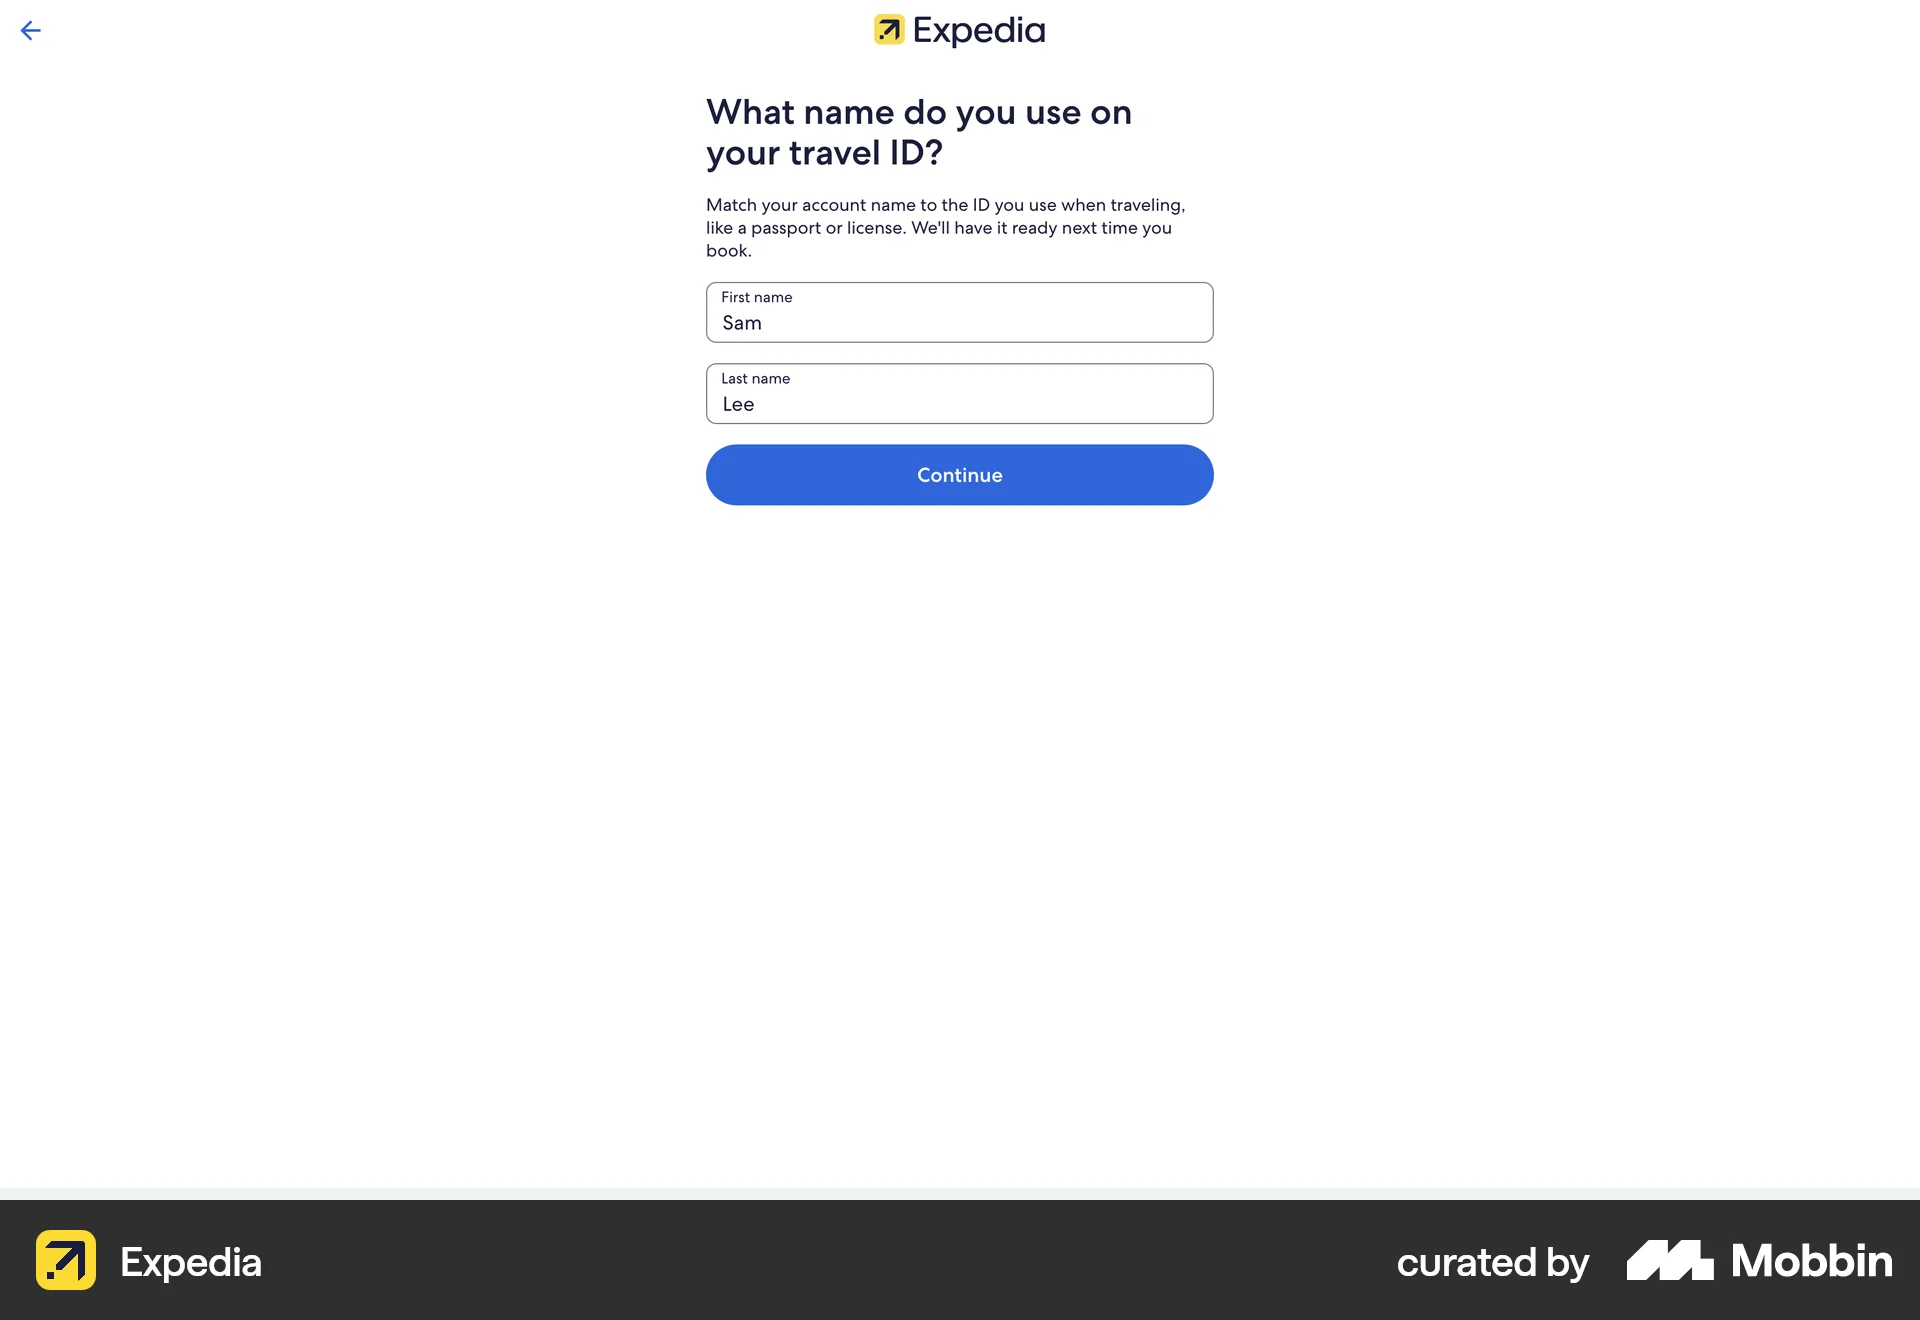 Expedia
What name do you use on
your travel ID?
Match your account name to the ID you use when traveling,
like a passport or license. We'll have it ready next time you
book.
First name
Sam
Last name
Lee
Continue
Expedia
curated by Mobbin